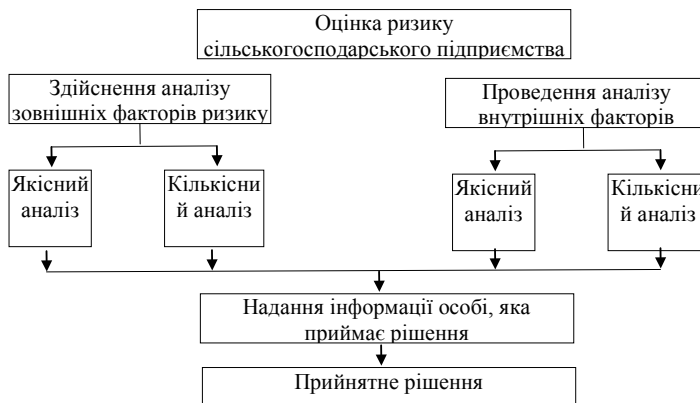 Оцінка ризику
сільськогосподарського підприємства
Здійснення аналізу
зовнішніх факторів ризику
Проведення аналізу
внутрішніх факторів
Якісний
аналіз
Кількісни
й аналіз
Якісний
аналіз
Кількісни
й аналіз
Надання інформації особі, яка
приймає рішення
Прийнятне рішення